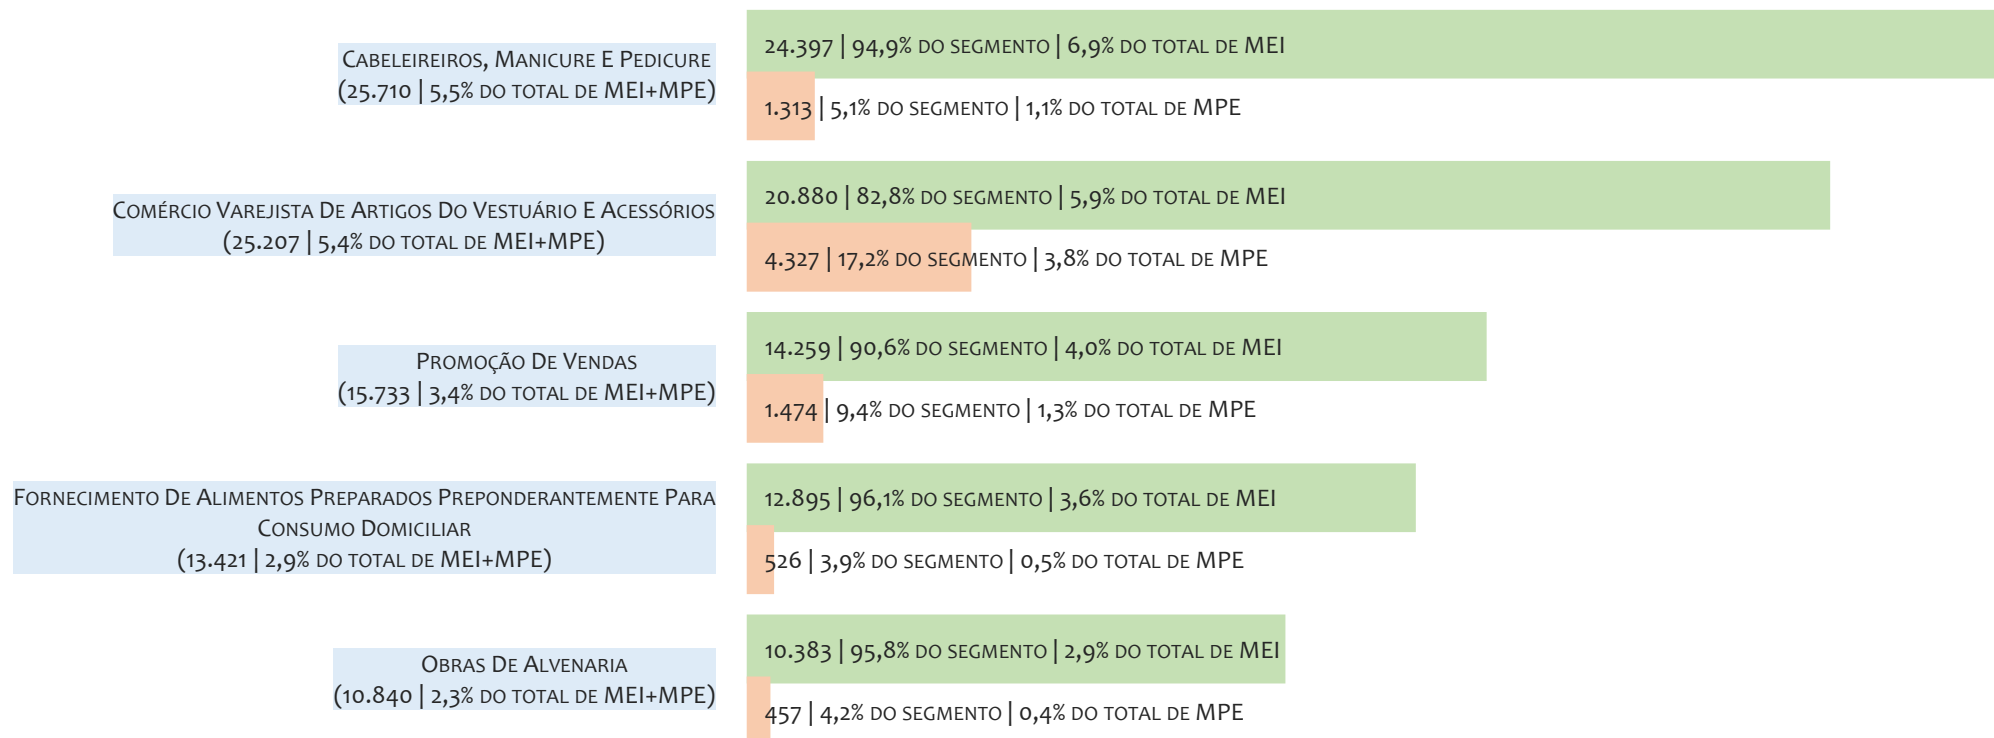 Cabeleireiros, Manicure E Pedicure
(25.710 | 5,5% do total de MEI+MPE)
24.397 | 94,9% do segmento | 6,9% do total de MEI
1.313 | 5,1% do segmento | 1,1% do total de MPE
Comércio Varejista De Artigos Do Vestuário E Acessórios
(25.207 | 5,4% do total de MEI+MPE)
20.880 | 82,8% do segmento | 5,9% do total de MEI
4.327 | 17,2% do segmento | 3,8% do total de MPE
Promoção De Vendas
(15.733 | 3,4% do total de MEI+MPE)
14.259 | 90,6% do segmento | 4,0% do total de MEI
1.474 | 9,4% do segmento | 1,3% do total de MPE
Fornecimento De Alimentos Preparados Preponderantemente Para
Consumo Domiciliar
(13.421 | 2,9% do total de MEI+MPE)
12.895 | 96,1% do segmento | 3,6% do total de MEI
526 | 3,9% do segmento | 0,5% do total de MPE
Obras De Alvenaria
(10.840 | 2,3% do total de MEI+MPE)
10.383 | 95,8% do segmento | 2,9% do total de MEI
457 | 4,2% do segmento | 0,4% do total de MPE